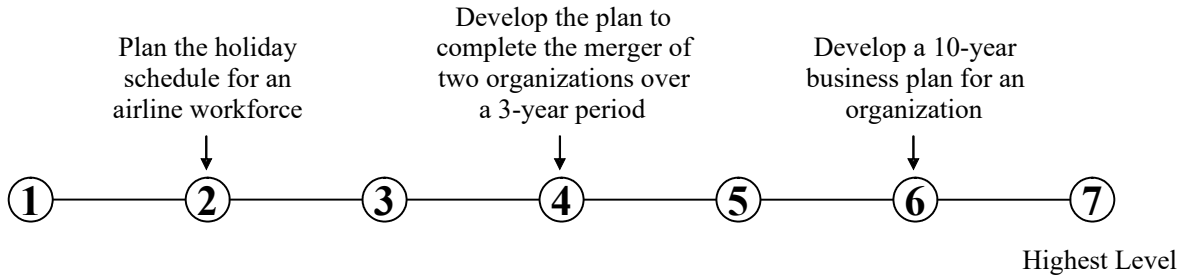 Plan the holiday
schedule for an
airline workforce
Develop the plan to
complete the merger of
two organizations over
a 3-year period
Develop a 10-year
business plan for an
organization
1 2 3 4 5 6 7
Highest Level